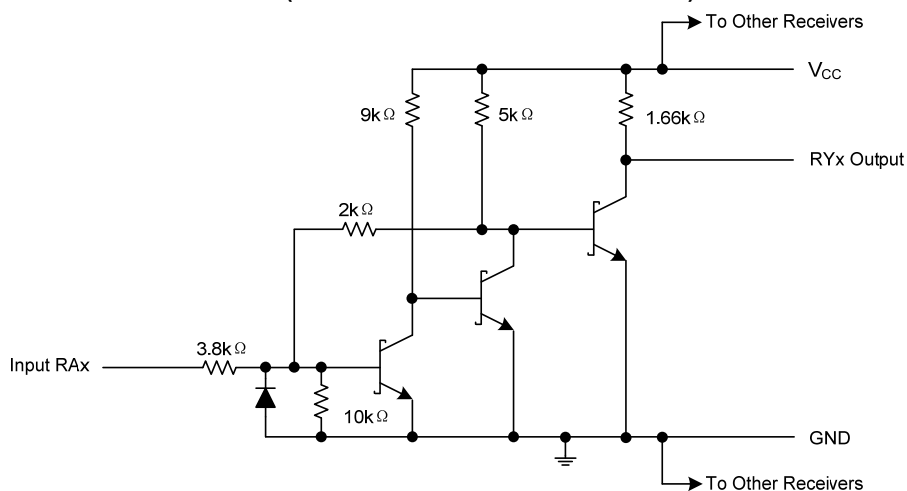 To Other Receivers
VCC
9kΩ
5kΩ
1.66kΩ
RYx Output
2kΩ
3.8kΩ
Input RAx
10kΩ
GND
To Other Receivers